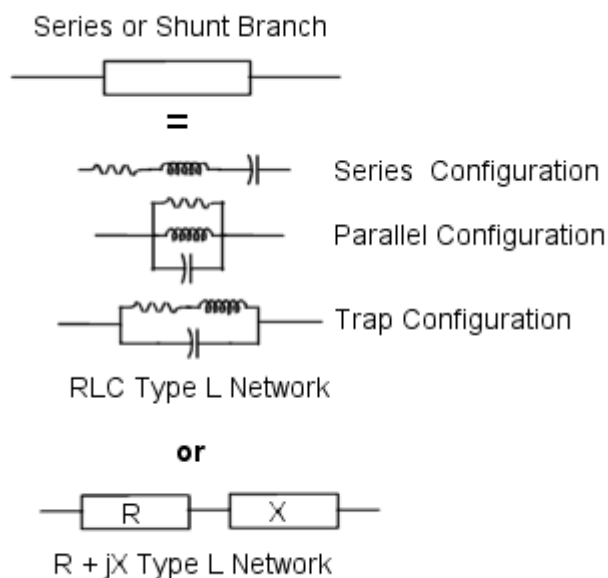 Series or Shunt Branch
=
Series Configuration
Parallel Configuration
Trap Configuration
RLC Type L Network
or
R X
R + jX Type L Network